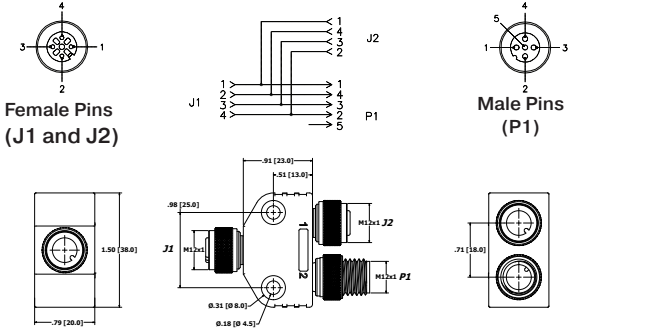 4
3
1
2
Female Pins
(J1 and J2)
1
4
3
2
J2
J1
1
2
3
4
1
4
3
2
5
P1
4
5
1
3
2
Male Pins
(P1)
.91 [23.0]
.51 [13.0]
.98 [25.0]
1.50 [38.0]
.79 [20.0]
J1
M12x1
1
2
M12x1 J2
M12x1 P1
Ø.31 [Ø 8.0]
Ø.18 [Ø 4.5]
.71 [18.0]